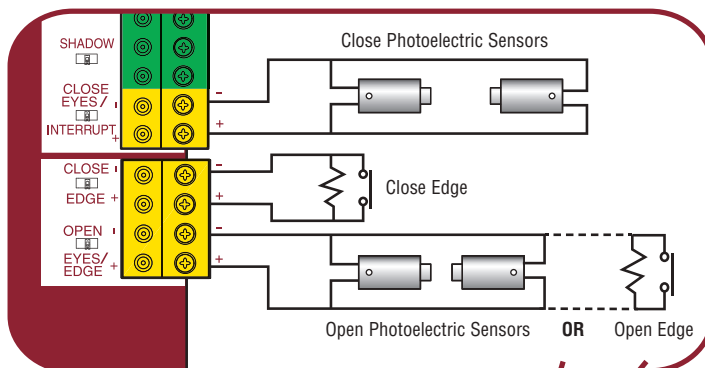 SHADOW
Close Photoelectric Sensors
CLOSE
EYES/ -
INTERRUPT +
-
+
CLOSE -
EDGE +
-
+
Close Edge
OPEN -
EYES/
EDGE +
-
+
Open Photoelectric Sensors OR Open Edge